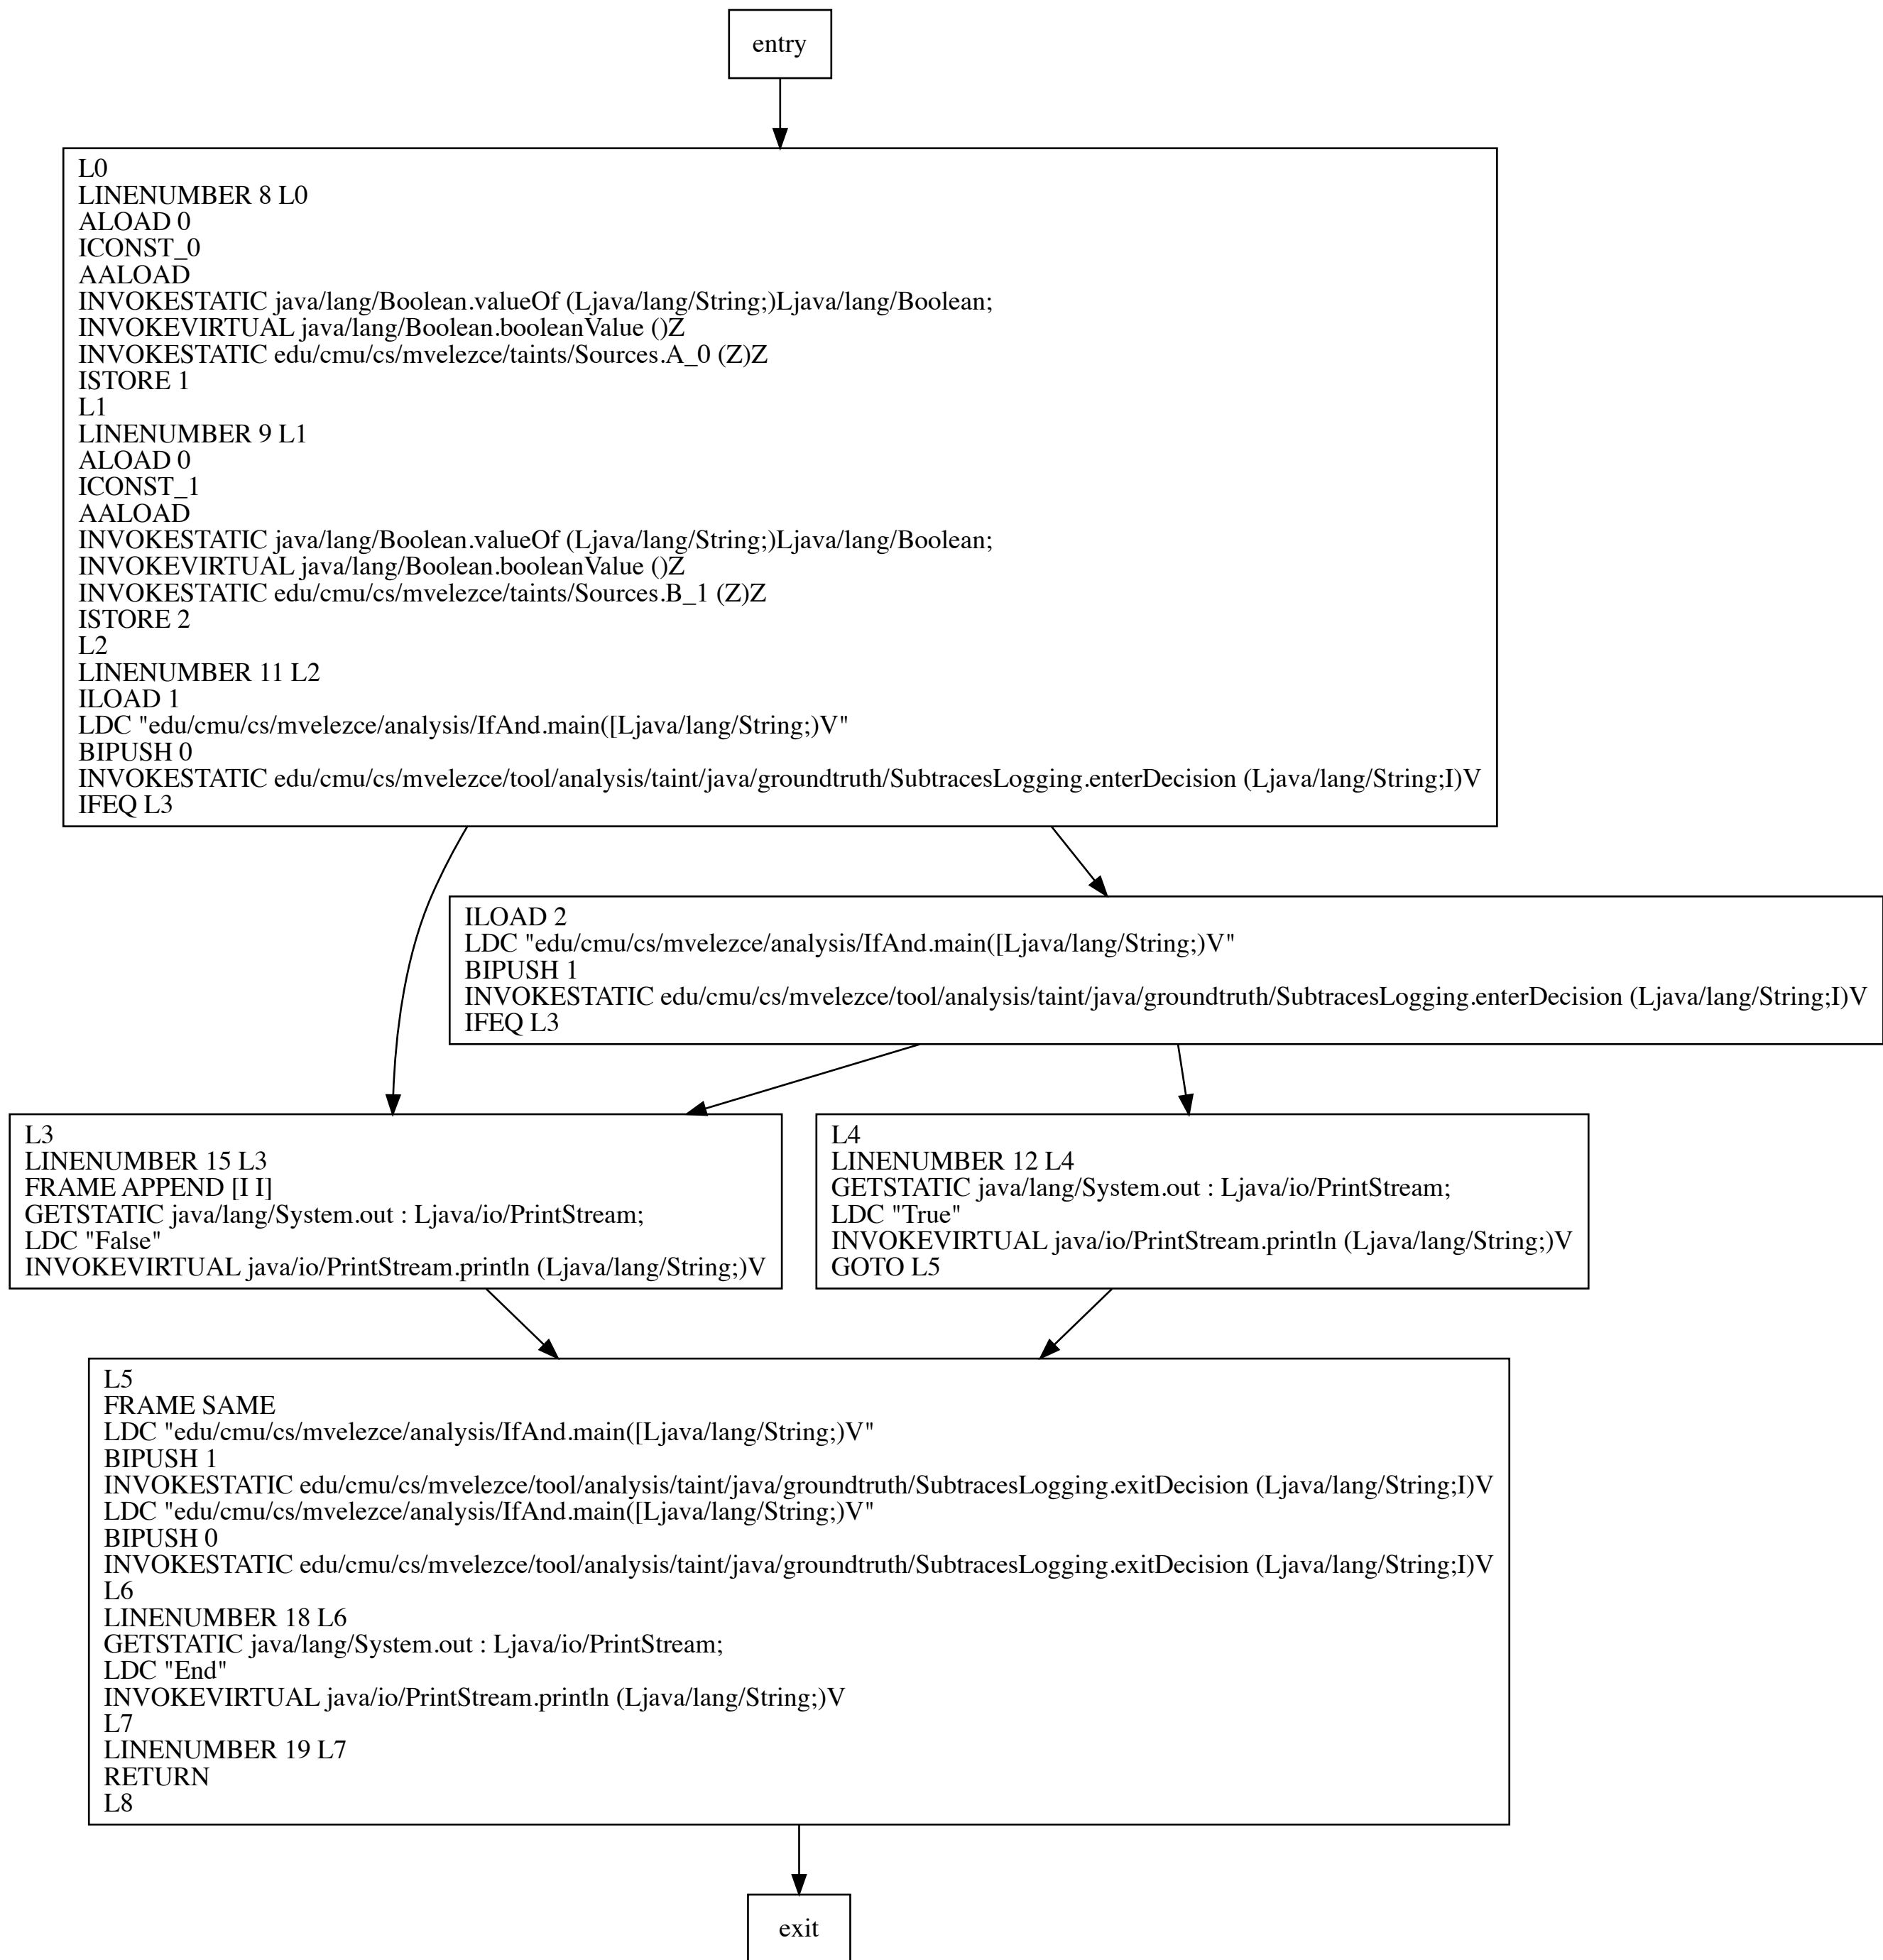 entry
L0
LINENUMBER 8 L0
ALOAD 0
ICONST_0
AALOAD
INVOKESTATIC java/lang/Boolean.valueOf (Ljava/lang/String;)Ljava/lang/Boolean;
INVOKEVIRTUAL java/lang/Boolean.booleanValue ()Z
INVOKESTATIC edu/cmu/cs/mvelezce/taints/Sources.A_0 (Z)Z
ISTORE 1
L1
LINENUMBER 9 L1
ALOAD 0
ICONST_1
AALOAD
INVOKESTATIC java/lang/Boolean.valueOf (Ljava/lang/String;)Ljava/lang/Boolean;
INVOKEVIRTUAL java/lang/Boolean.booleanValue ()Z
INVOKESTATIC edu/cmu/cs/mvelezce/taints/Sources.B_1 (Z)Z
ISTORE 2
L2
LINENUMBER 11 L2
ILOAD 1
LDC "edu/cmu/cs/mvelezce/analysis/IfAnd.main([Ljava/lang/String;)V"
BIPUSH 0
INVOKESTATIC edu/cmu/cs/mvelezce/tool/analysis/taint/java/groundtruth/SubtracesLogging.enterDecision (Ljava/lang/String;I)V
IFEQ L3
ILOAD 2
LDC "edu/cmu/cs/mvelezce/analysis/IfAnd.main([Ljava/lang/String;)V"
BIPUSH 1
INVOKESTATIC edu/cmu/cs/mvelezce/tool/analysis/taint/java/groundtruth/SubtracesLogging.enterDecision (Ljava/lang/String;I)V
IFEQ L3
L3
LINENUMBER 15 L3
FRAME APPEND [I I]
GETSTATIC java/lang/System.out : Ljava/io/PrintStream;
LDC "False"
INVOKEVIRTUAL java/io/PrintStream.println (Ljava/lang/String;)V
L4
LINENUMBER 12 L4
GETSTATIC java/lang/System.out : Ljava/io/PrintStream;
LDC "True"
INVOKEVIRTUAL java/io/PrintStream.println (Ljava/lang/String;)V
GOTO L5
L5
FRAME SAME
LDC "edu/cmu/cs/mvelezce/analysis/IfAnd.main([Ljava/lang/String;)V"
BIPUSH 1
INVOKESTATIC edu/cmu/cs/mvelezce/tool/analysis/taint/java/groundtruth/SubtracesLogging.exitDecision (Ljava/lang/String;I)V
LDC "edu/cmu/cs/mvelezce/analysis/IfAnd.main([Ljava/lang/String;)V"
BIPUSH 0
INVOKESTATIC edu/cmu/cs/mvelezce/tool/analysis/taint/java/groundtruth/SubtracesLogging.exitDecision (Ljava/lang/String;I)V
L6
LINENUMBER 18 L6
GETSTATIC java/lang/System.out : Ljava/io/PrintStream;
LDC "End"
INVOKEVIRTUAL java/io/PrintStream.println (Ljava/lang/String;)V
L7
LINENUMBER 19 L7
RETURN
L8
exit